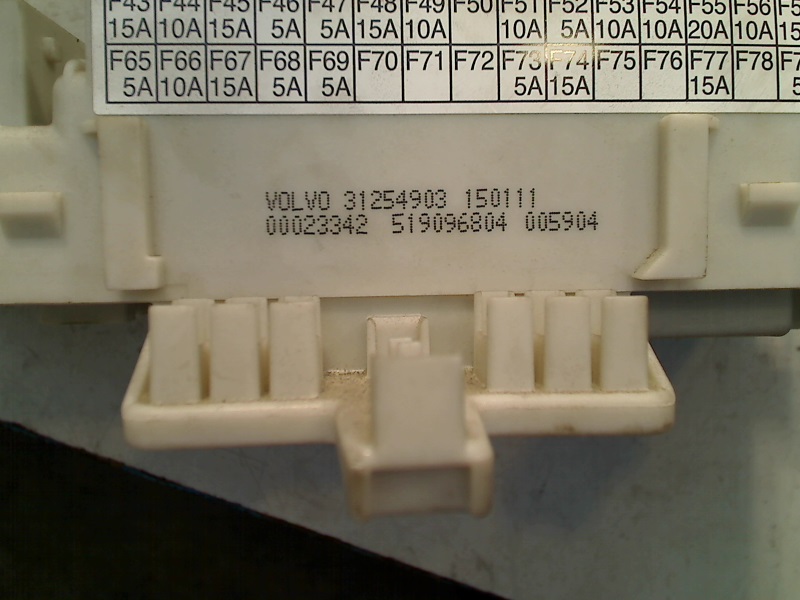 F43 F44 F45 F46 F47 F48 F49 F50 F51 F52 F53 F54 F55 F56
15A 10A 15A 5A 5A 15A 10A 10A 5A 10A 10A 20A 10A
F65 F66 F67 F68 F69 F70 F71 F72 F73 F74 F75 F76 F77 F78
5A 10A 15A 5A 5A 5A 15A 15A
VOLVO 31254903 150111
00023342 519096804 005904